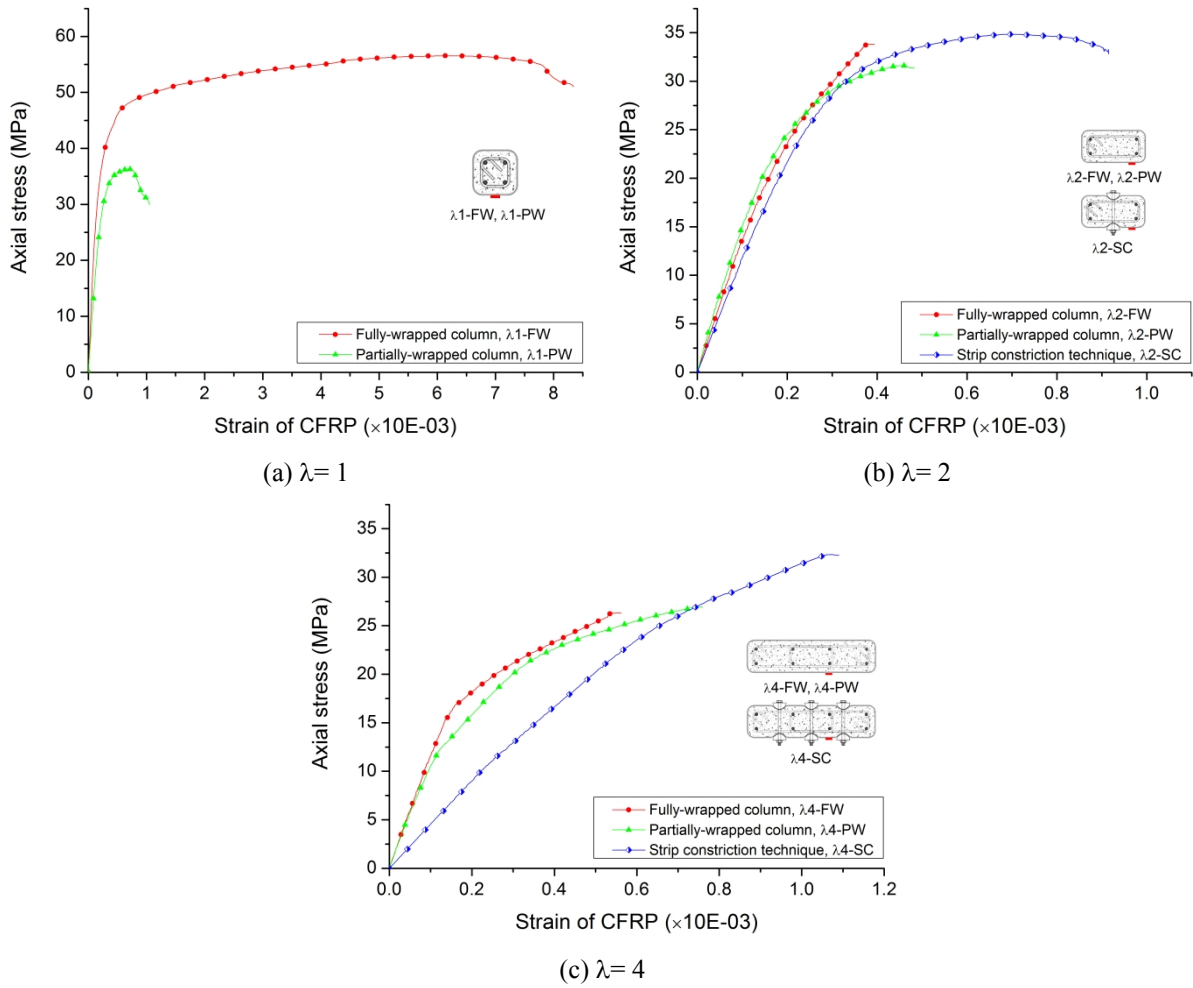 60
50
40
30
20
10
0
Axial stress (MPa)
λ1-FW, λ1-PW
Fully-wrapped column, λ1-FW
Partially-wrapped column, λ1-PW
0 1 2 3 4 5 6 7 8
Strain of CFRP (×10E-03)
(a) λ= 1
35
30
25
20
15
10
5
0
Axial stress (MPa)
λ2-FW, λ2-PW
λ2-SC
Fully-wrapped column, λ2-FW
Partially-wrapped column, λ2-PW
Strip constriction technique, λ2-SC
0.0 0.2 0.4 0.6 0.8 1.0
Strain of CFRP (×10E-03)
(b) λ= 2
35
30
25
20
15
10
5
0
Axial stress (MPa)
λ4-FW, λ4-PW
λ4-SC
Fully-wrapped column, λ4-FW
Partially-wrapped column, λ4-PW
Strip constriction technique, λ4-SC
0.0 0.2 0.4 0.6 0.8 1.0 1.2
Strain of CFRP (×10E-03)
(c) λ= 4